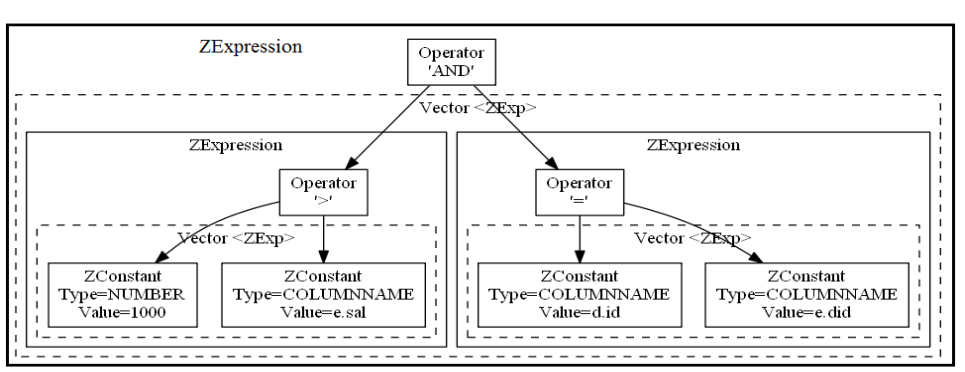 ZExpression
Operator
'AND'
Vector <ZExp>
ZExpression
Operator
'>'
Vector <ZExp>
ZConstant
Type=NUMBER
Value=1000
ZConstant
Type=COLUMNNAME
Value=e.sal
ZExpression
Operator
'='
Vector <ZExp>
ZConstant
Type=COLUMNNAME
Value=d.id
ZConstant
Type=COLUMNNAME
Value=e.did